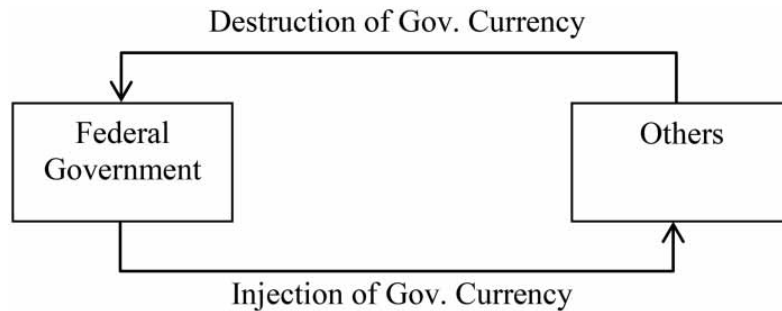 Destruction of Gov. Currency
Federal
Government
Others
Injection of Gov. Currency